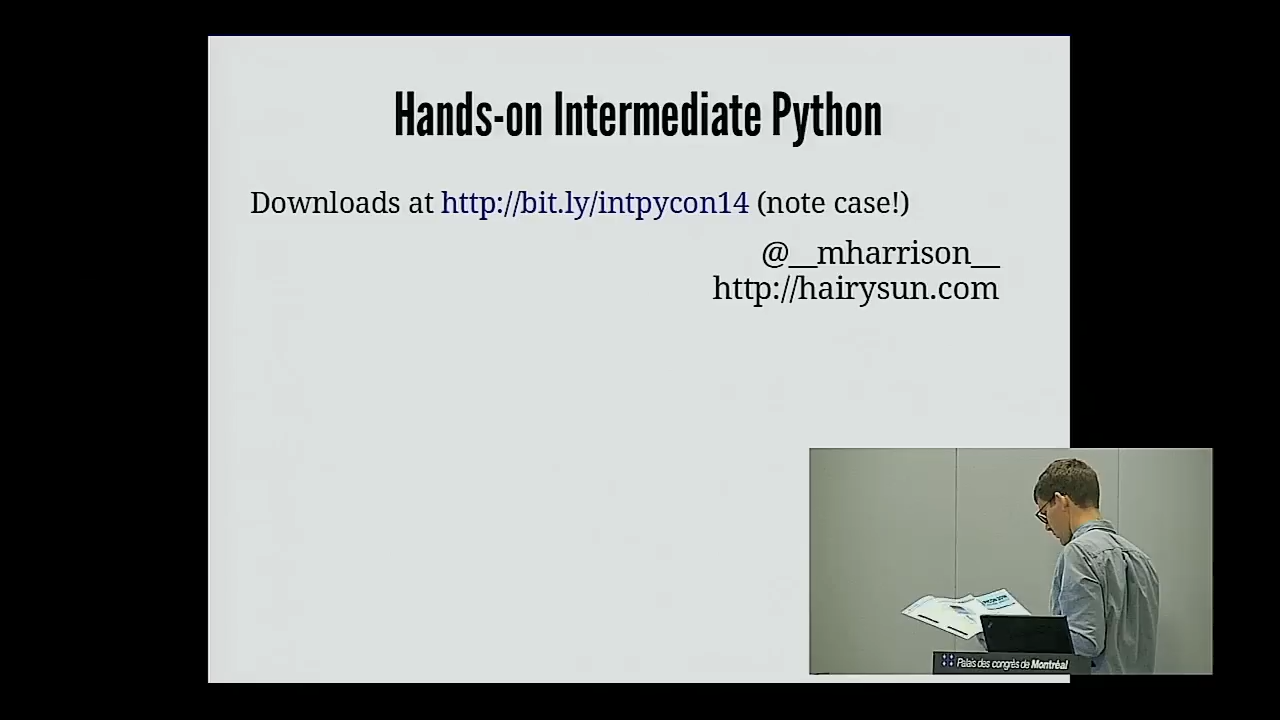 Hands-on Intermediate Python
Downloads at http://bit.ly/intpycon14 (note case!)
@__mharrison__
http://hairysun.com
Palais des congrès de Montréal